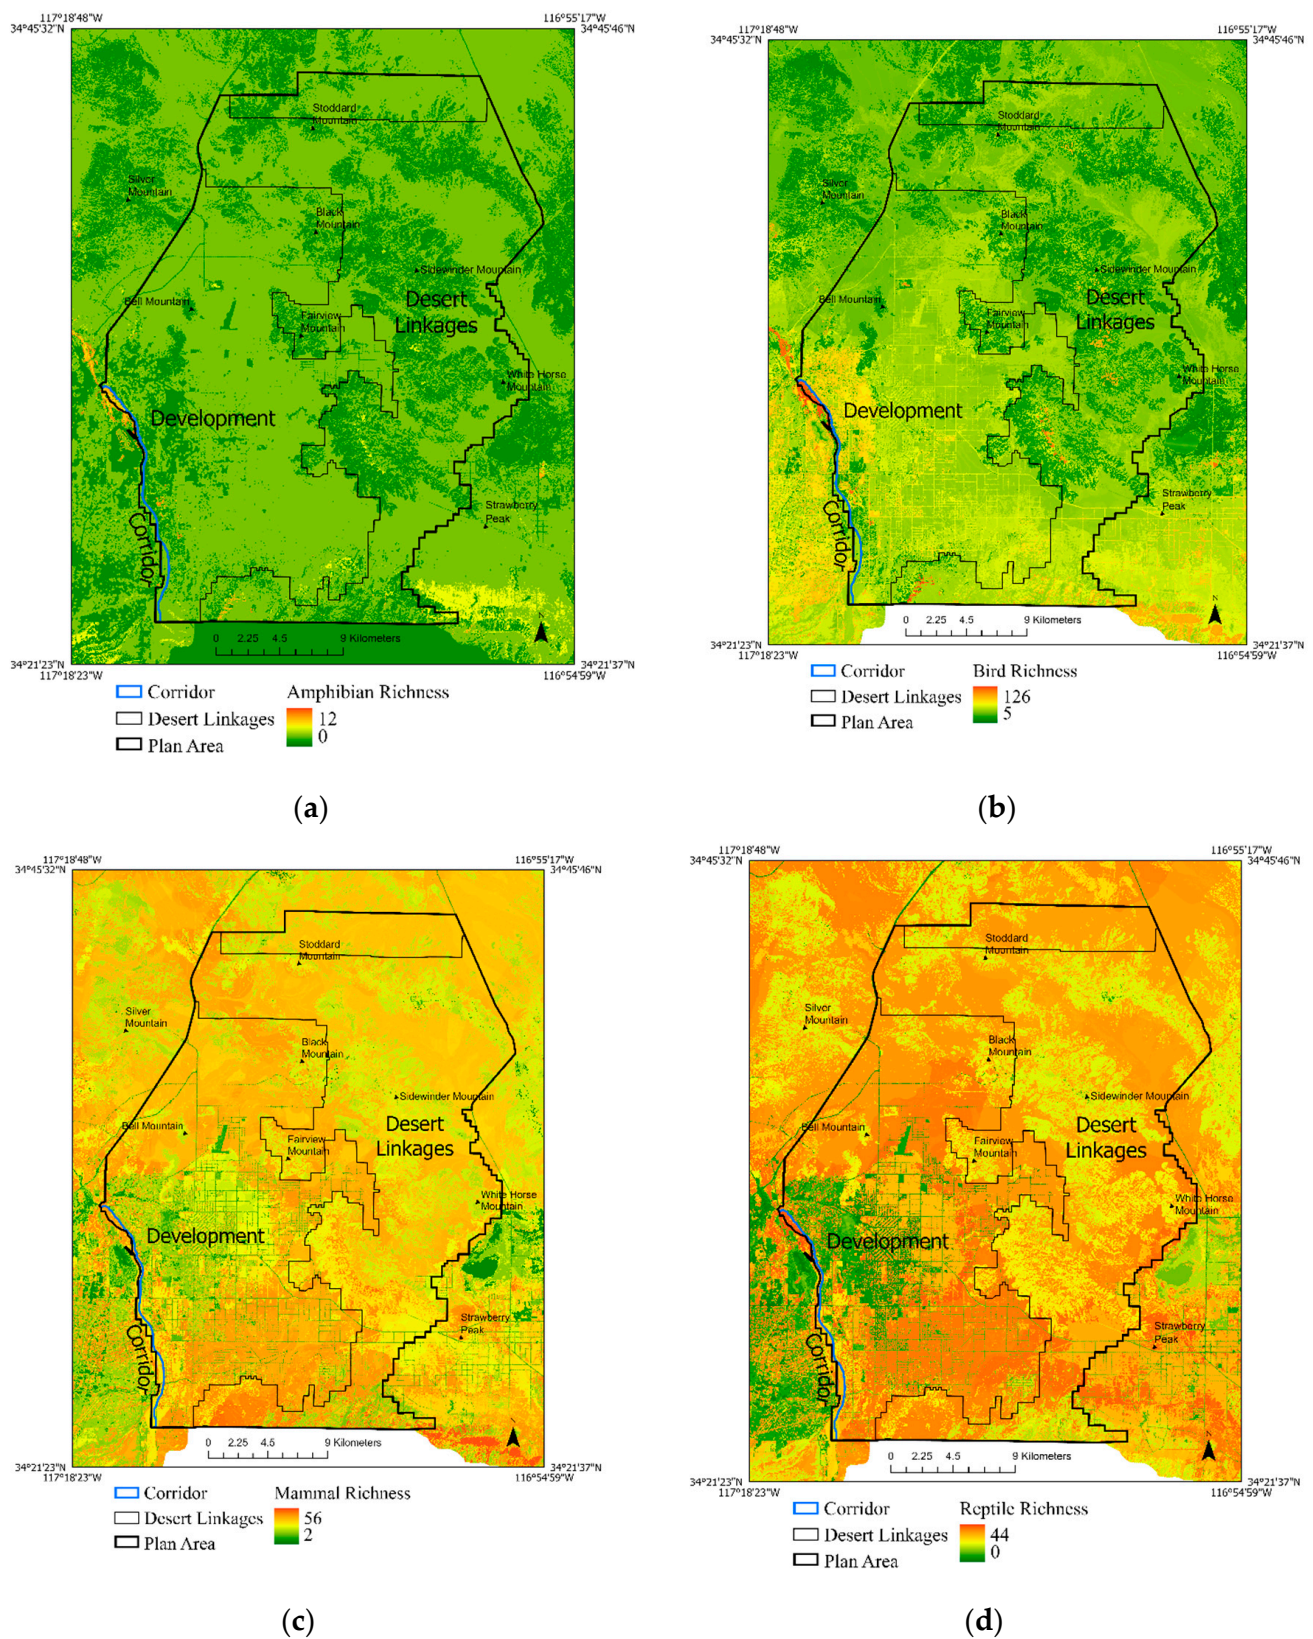 117°18'48"W
116°55'17"W
34°45'32"N
34°45'46"N
Stoddard
Mountain
Silver
Mountain
Black
Mountain
Sidewinder Mountain
Desert
Linkages
Bell Mountain
Fairview
Mountain
White Horse
Mountain
Development
Strawberry
Peak
Corridor
N
0 2.25 4.5 9 Kilometers
34°21'23"N
34°21'37"N
117°18'23"W
116°54'59"W
Corridor
Desert Linkages
Plan Area
Amphibian Richness
12
0
(a)
117°18'48"W
116°55'17"W
34°45'32"N
34°45'46"N
Stoddard
Mountain
Silver
Mountain
Black
Mountain
Sidewinder Mountain
Desert
Linkages
Bell Mountain
Fairview
Mountain
White Horse
Mountain
Development
Strawberry
Peak
Corridor
N
0 2.25 4.5 9 Kilometers
34°21'23"N
34°21'37"N
117°18'23"W
116°54'59"W
Corridor
Desert Linkages
Plan Area
Bird Richness
126
5
(b)
117°18'48"W
116°55'17"W
34°45'32"N
34°45'46"N
Stoddard
Mountain
Silver
Mountain
Black
Mountain
Sidewinder Mountain
Desert
Linkages
Bell Mountain
Fairview
Mountain
White Horse
Mountain
Development
Strawberry
Peak
Corridor
N
0 2.25 4.5 9 Kilometers
34°21'23"N
34°21'37"N
117°18'23"W
116°54'59"W
Corridor
Desert Linkages
Plan Area
Mammal Richness
56
2
(c)
117°18'48"W
116°55'17"W
34°45'32"N
34°45'46"N
Stoddard
Mountain
Silver
Mountain
Black
Mountain
Sidewinder Mountain
Desert
Linkages
Bell Mountain
Fairview
Mountain
White Horse
Mountain
Development
Strawberry
Peak
Corridor
N
0 2.25 4.5 9 Kilometers
34°21'23"N
34°21'37"N
117°18'23"W
116°54'59"W
Corridor
Desert Linkages
Plan Area
Reptile Richness
44
0
(d)